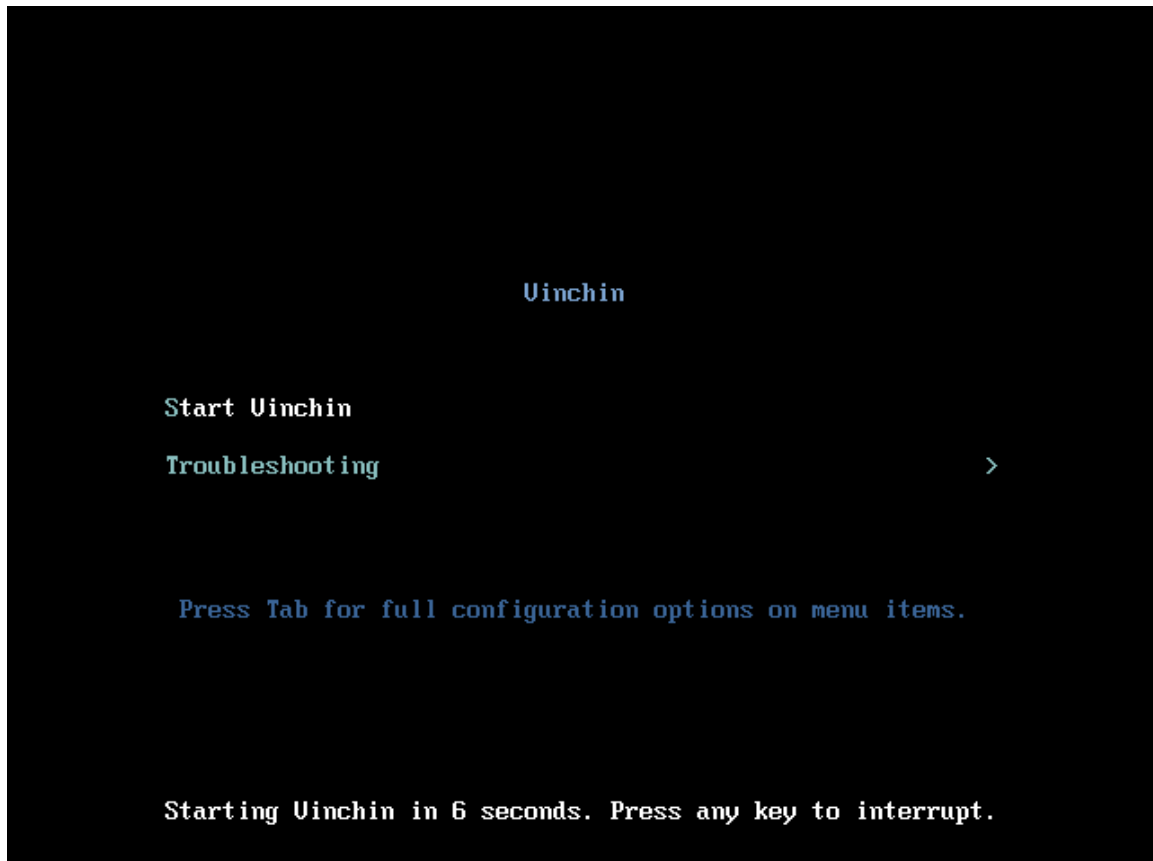 Vinchin
Start Vinchin
Troubleshooting >
Press Tab for full configuration options on menu items.
Starting Vinchin in 6 seconds. Press any key to interrupt.